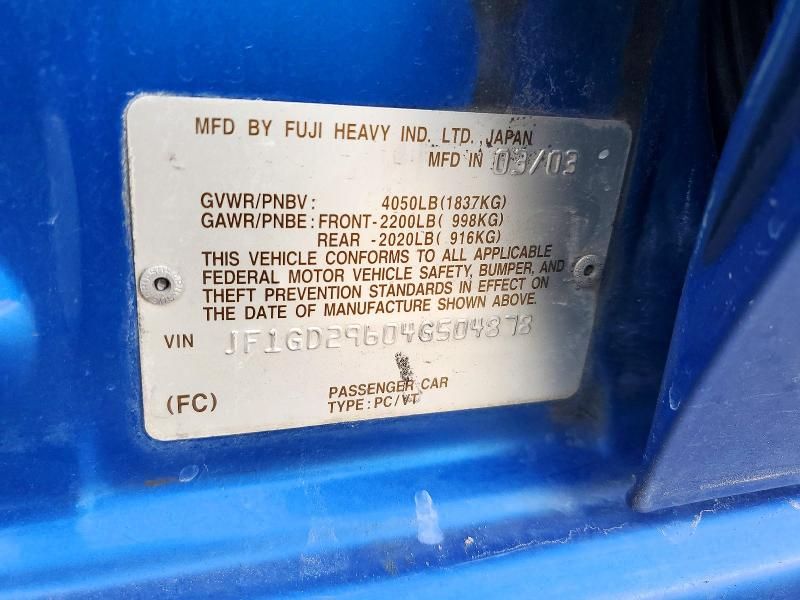 MFD BY FUJI HEAVY IND. LTD., JAPAN
MFD IN 03/03
GVWR/PNBV: 4050LB(1837KG)
GAWR/PNBE: FRONT-2200LB( 998KG)
REAR -2020LB( 916KG)
THIS VEHICLE CONFORMS TO ALL APPLICABLE
FEDERAL MOTOR VEHICLE SAFETY, BUMPER, AND
THEFT PREVENTION STANDARDS IN EFFECT ON
THE DATE OF MANUFACTURE SHOWN ABOVE.
VIN JF1GD29604G504878
(FC) PASSENGER CAR
TYPE: PC/VT